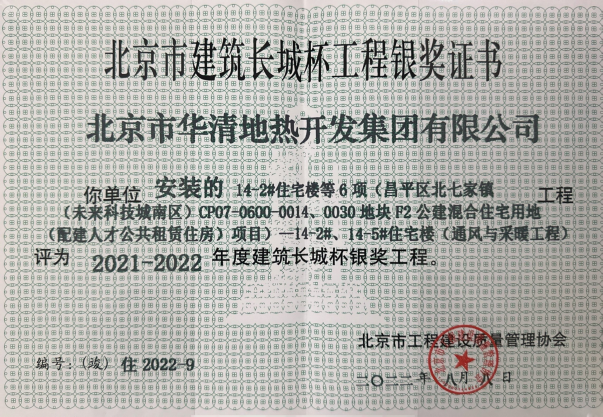 北京市建筑长城杯工程银奖证书
北京市华清地热开发集团有限公司
你单位 安装的 14-2#住宅楼等6项（昌平区北七家镇 工程
（未来科技城南区）CP07-0600-0014、0030地块F2公建混合住宅用地
（配建人才公共租赁住房）项目）—14-2#、14-5#住宅楼（通风与采暖工程）
评为 2021-2022 年度建筑长城杯银奖工程。
北京市工程建设质量管理协会
编号：(竣) 住 2022-9
二〇二二年 八月八日